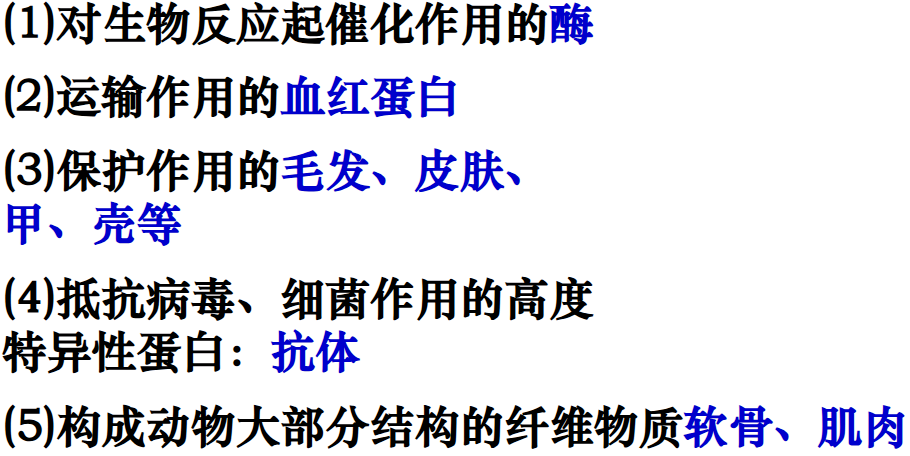 (1)对生物反应起催化作用的酶
(2)运输作用的血红蛋白
(3)保护作用的毛发、皮肤、
甲、壳等
(4)抵抗病毒、细菌作用的高度
特异性蛋白：抗体
(5)构成动物大部分结构的纤维物质软骨、肌肉